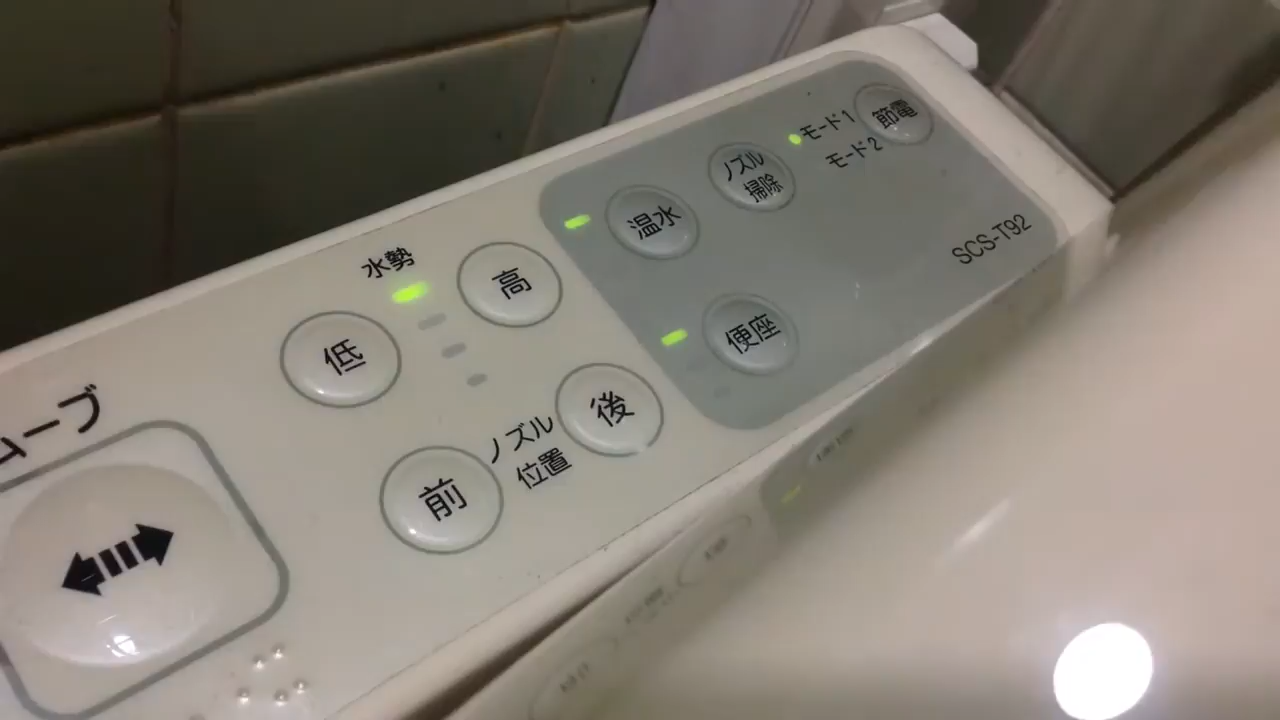 ムーブ
水勢
低
高
前
ノズル
位置
後
温水
ノズル
掃除
モード1
モード2
節電
便座
SCS-T92